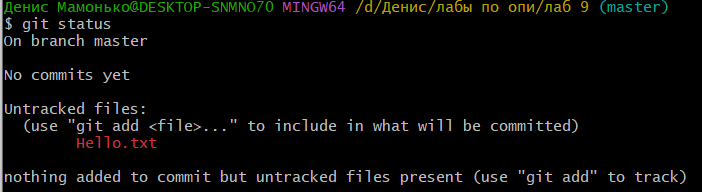 Денис Мамонько@DESKTOP-SNMNO70 MINGW64 /d/Денис/лабы по опи/лаб 9 (master)
$ git status
On branch master
No commits yet
Untracked files:
(use "git add <file>..." to include in what will be committed)
Hello.txt
nothing added to commit but untracked files present (use "git add" to track)